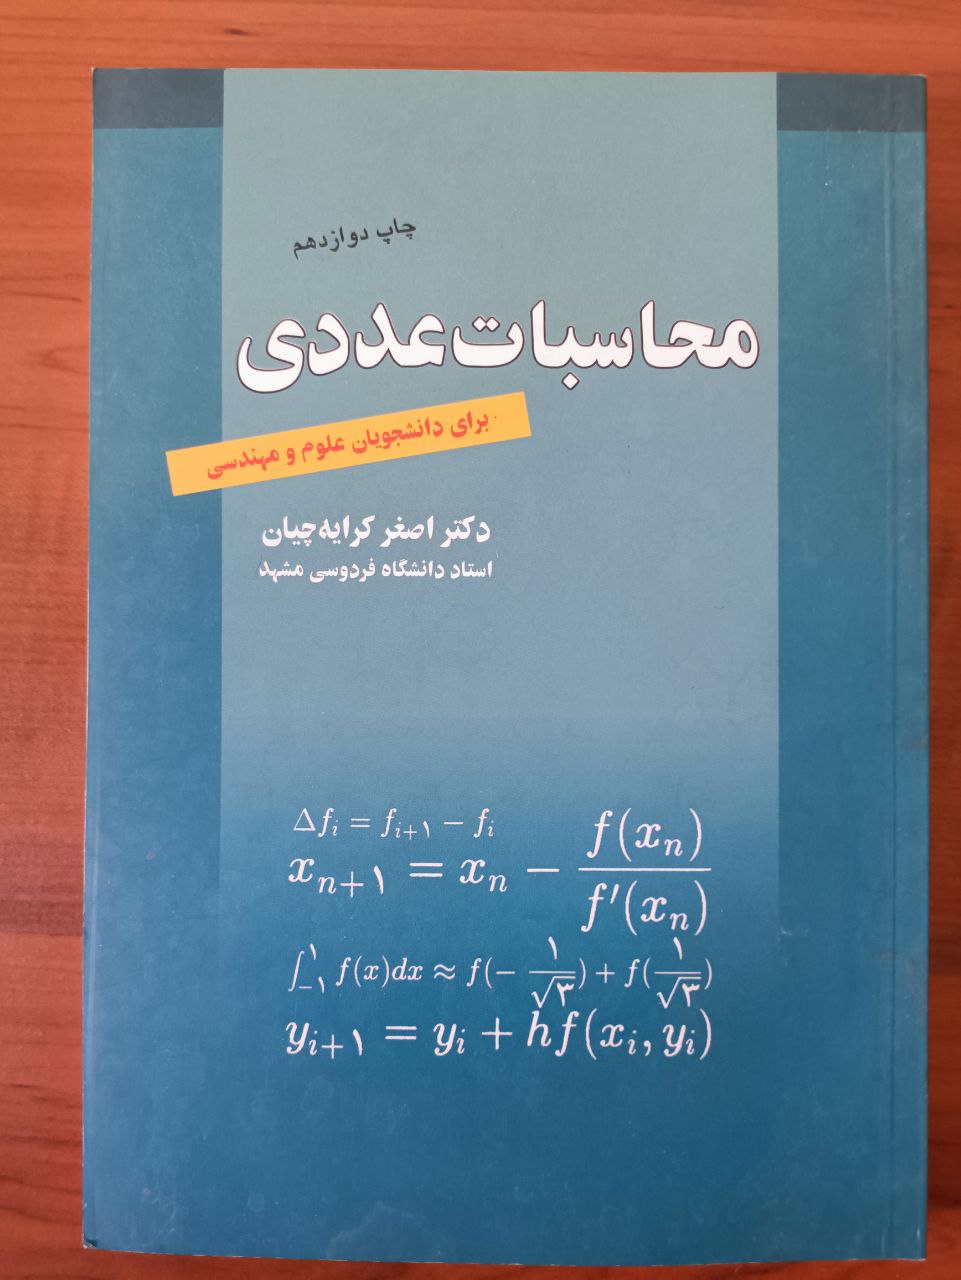 چاپ دوازدهم
محاسبات عددی
برای دانشجویان علوم و مهندسی
دکتر اصغر کرایه‌چیان
استاد دانشگاه فردوسی مشهد
Δf_i = f_{i+۱} − f_i
x_{n+۱} = x_n − f(x_n) / f′(x_n)
∫_{−۱}^{۱} f(x)dx ≈ f(− ۱/√۳) + f(۱/√۳)
y_{i+۱} = y_i + hf(x_i, y_i)